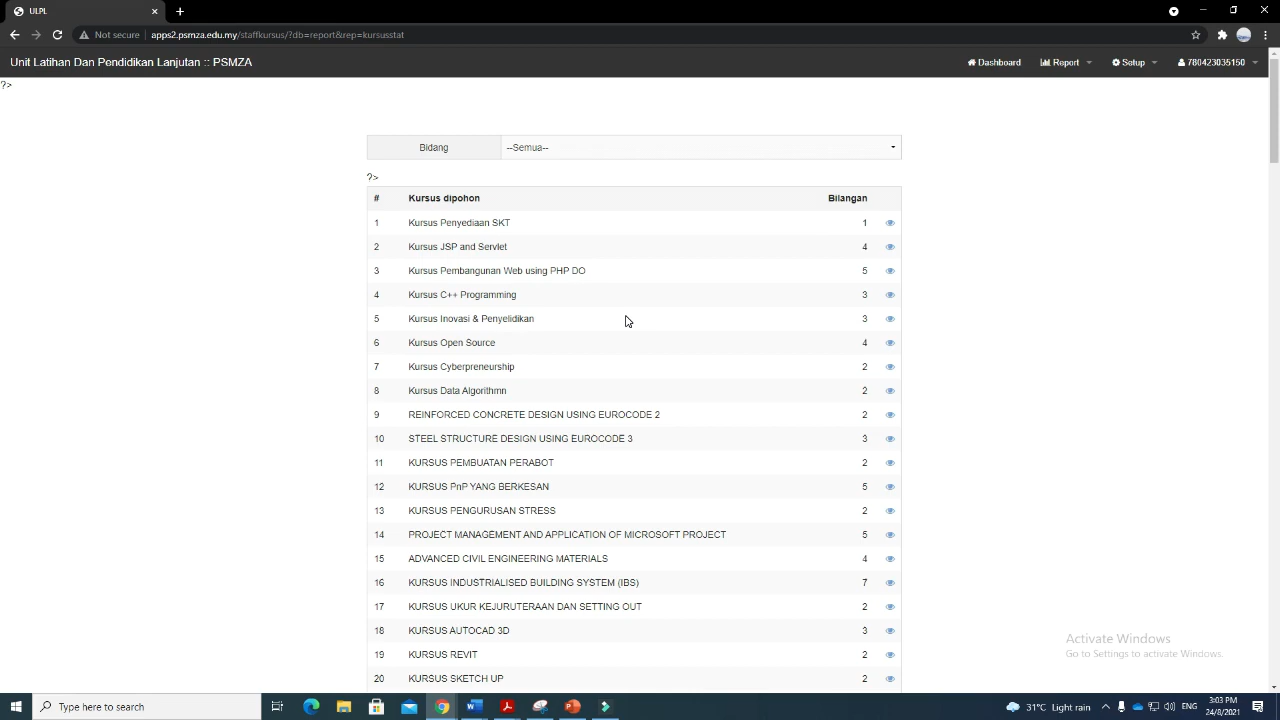 ULPL
Not secure apps2.psmza.edu.my/staffkursus/?db=report&rep=kursusstat
Unit Latihan Dan Pendidikan Lanjutan :: PSMZA Dashboard Report Setup 780423035150
?>
Bidang --Semua--
?>
# Kursus dipohon Bilangan
1 Kursus Penyediaan SKT 1
2 Kursus JSP and Servlet 4
3 Kursus Pembangunan Web using PHP DO 5
4 Kursus C++ Programming 3
5 Kursus Inovasi & Penyelidikan 3
6 Kursus Open Source 4
7 Kursus Cyberpreneurship 2
8 Kursus Data Algorithmn 2
9 REINFORCED CONCRETE DESIGN USING EUROCODE 2 2
10 STEEL STRUCTURE DESIGN USING EUROCODE 3 3
11 KURSUS PEMBUATAN PERABOT 2
12 KURSUS PnP YANG BERKESAN 5
13 KURSUS PENGURUSAN STRESS 2
14 PROJECT MANAGEMENT AND APPLICATION OF MICROSOFT PROJECT 5
15 ADVANCED CIVIL ENGINEERING MATERIALS 4
16 KURSUS INDUSTRIALISED BUILDING SYSTEM (IBS) 7
17 KURSUS UKUR KEJURUTERAAN DAN SETTING OUT 2
18 KURSUS AUTOCAD 3D 3
19 KURSUS REVIT 2
20 KURSUS SKETCH UP 2
Activate Windows
Go to Settings to activate Windows.
Type here to search 31°C Light rain ENG 3:03 PM
24/8/2021